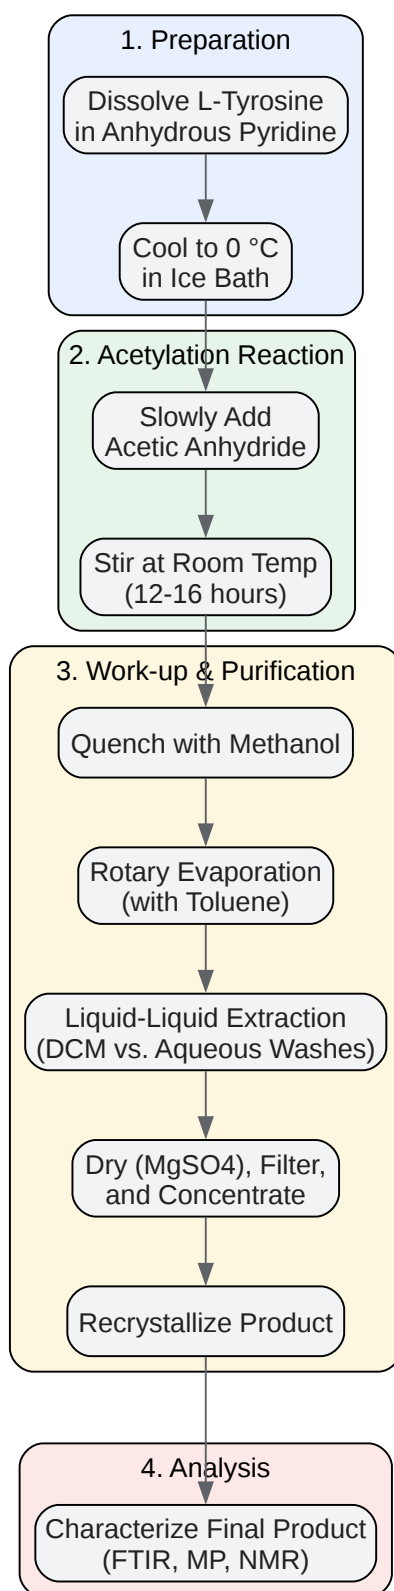 1. Preparation
Dissolve L-Tyrosine
in Anhydrous Pyridine
Cool to 0 °C
in Ice Bath
2. Acetylation Reaction
Slowly Add
Acetic Anhydride
Stir at Room Temp
(12-16 hours)
3. Work-up & Purification
Quench with Methanol
Rotary Evaporation
(with Toluene)
Liquid-Liquid Extraction
(DCM vs. Aqueous Washes)
Dry (MgSO4), Filter,
and Concentrate
Recrystallize Product
4. Analysis
Characterize Final Product
(FTIR, MP, NMR)